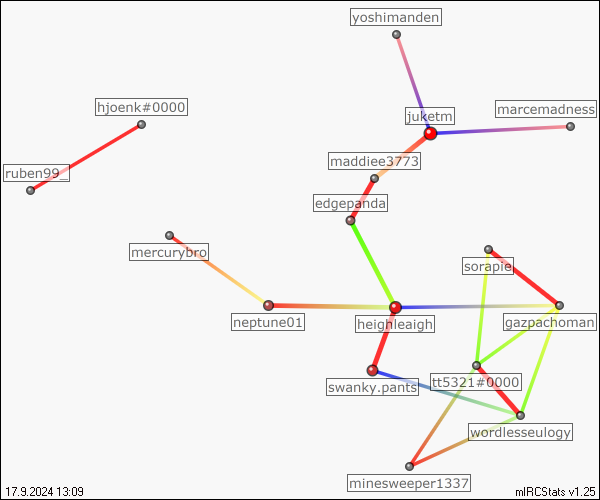 yoshimanden
hjoenk#0000
marcemadness
juketm
maddiee3773
ruben99_
edgepanda
mercurybro
sorapie
neptune01
heighleaigh
gazpachoman
swanky.pants
tt5321#0000
wordlesseulogy
minesweeper1337
17.9.2024 13:09
mIRCStats v1.25